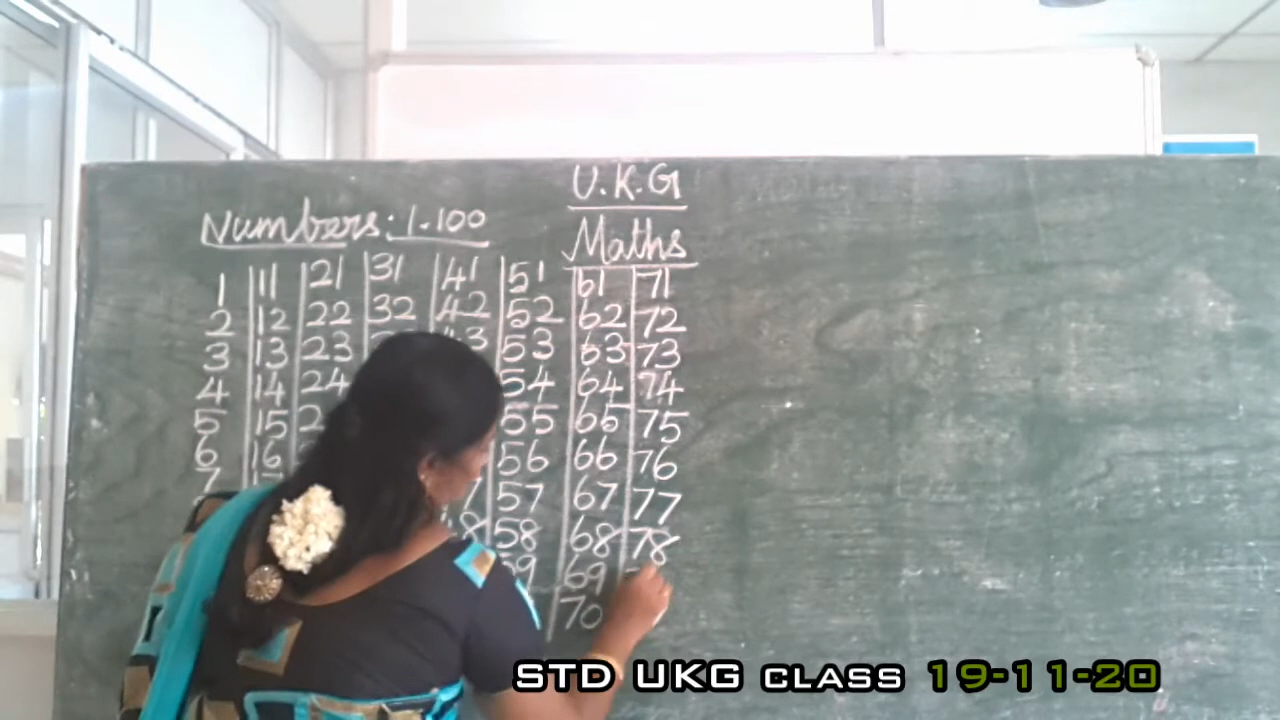 U.K.G
Numbers: 1-100
Maths
1 11 21 31 41 51 61 71
2 12 22 32 42 52 62 72
3 13 23 43 53 63 73
4 14 24 54 64 74
5 15 55 65 75
6 16 56 66 76
7 57 67 77
58 68 78
69
70
STD UKG CLASS 19-11-20